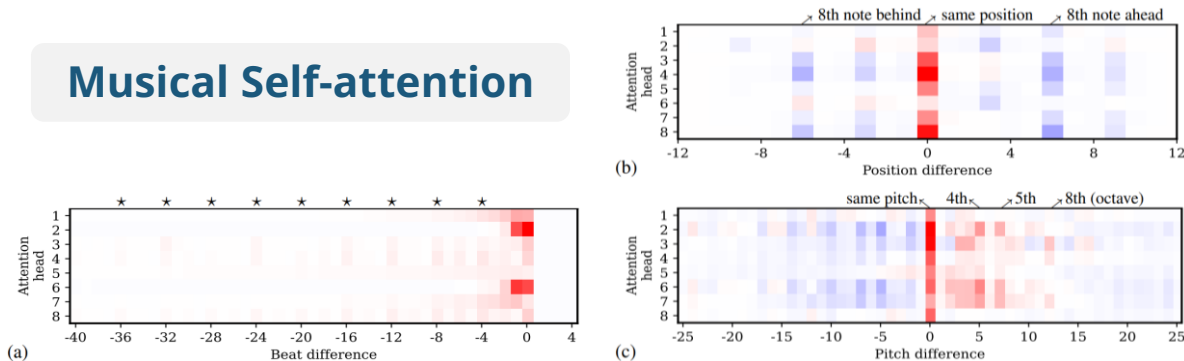 Musical Self-attention
8th note behind same position 8th note ahead
Attention
head
1
2
3
4
5
6
7
8
-12 -8 -4 0 4 8 12
Position difference
(b)
★ ★ ★ ★ ★ ★ ★ ★ ★
Attention
head
1
2
3
4
5
6
7
8
-40 -36 -32 -28 -24 -20 -16 -12 -8 -4 0 4
Beat difference
(a)
same pitch 4th 5th 8th (octave)
Attention
head
1
2
3
4
5
6
7
8
-25 -20 -15 -10 -5 0 5 10 15 20 25
Pitch difference
(c)